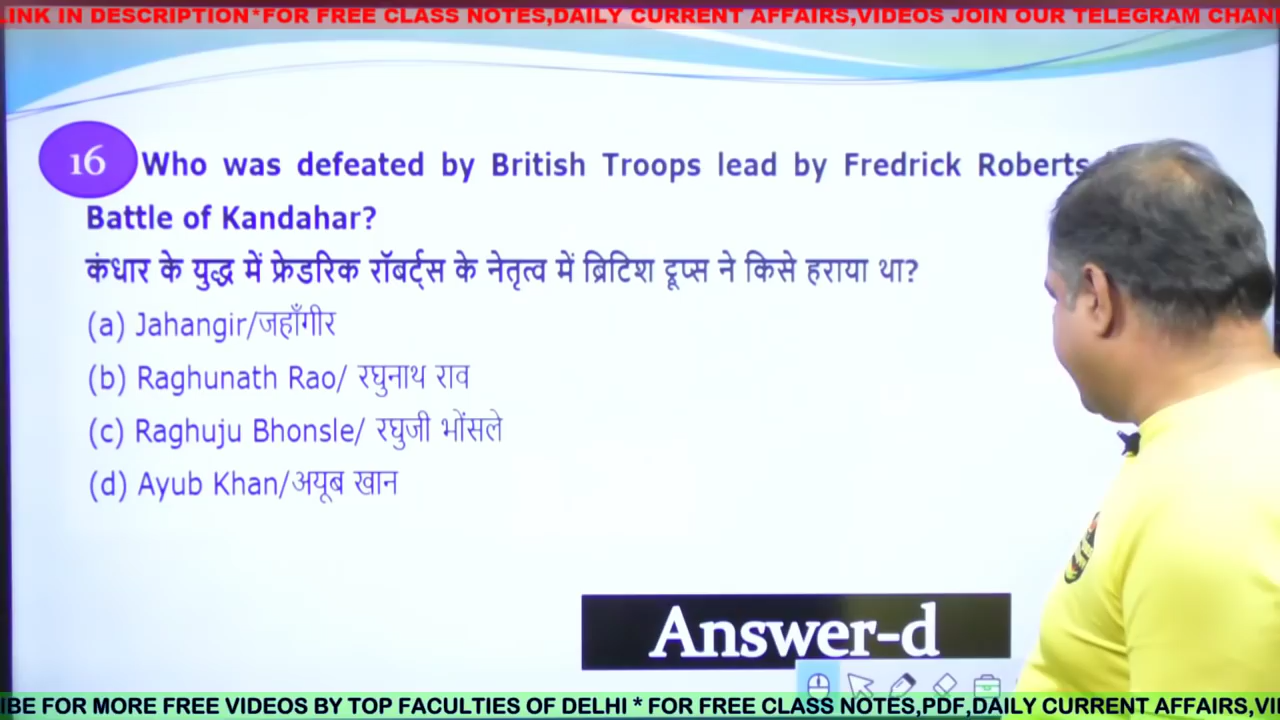 LINK IN DESCRIPTION*FOR FREE CLASS NOTES,DAILY CURRENT AFFAIRS,VIDEOS JOIN OUR TELEGRAM
16 Who was defeated by British Troops lead by Fredrick Roberts
Battle of Kandahar?
कंधार के युद्ध में फ्रेडरिक रॉबर्ट्स के नेतृत्व में ब्रिटिश ट्रूप्स ने किसे हराया था?
(a) Jahangir/जहाँगीर
(b) Raghunath Rao/ रघुनाथ राव
(c) Raghuju Bhonsle/ रघुजी भोंसले
(d) Ayub Khan/अयूब खान
Answer-d
FOR MORE FREE VIDEOS BY TOP FACULTIES OF DELHI * FOR FREE CLASS NOTES,PDF,DAILY CURRENT AFFAIRS,